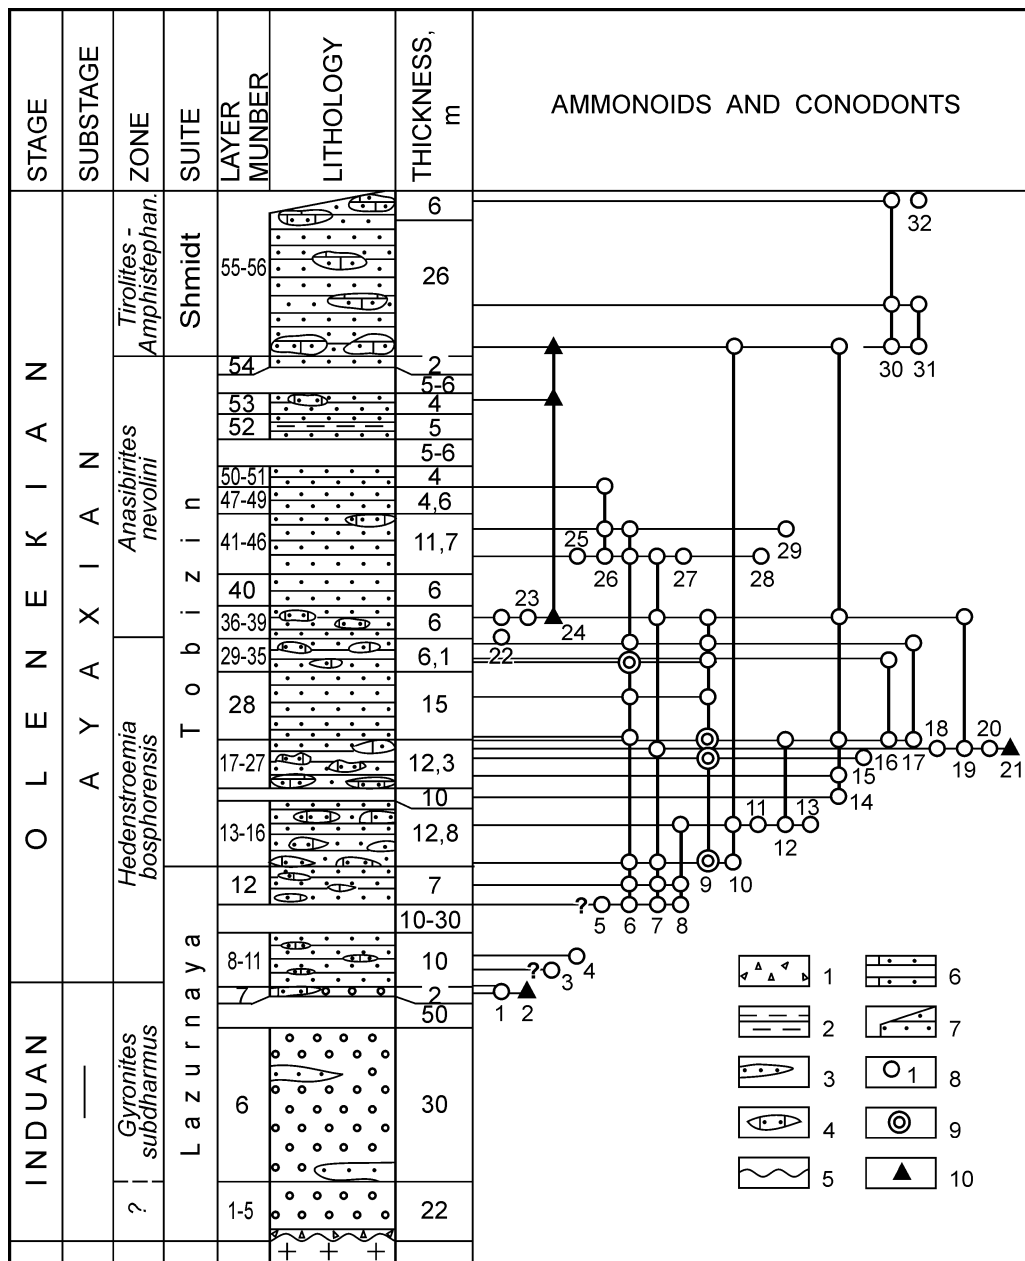 STAGE
SUBSTAGE
ZONE
SUITE
LAYER
MUNBER
LITHOLOGY
THICKNESS,
m
AMMONOIDS AND CONODONTS
OLENEKIAN
INDUAN
AYAXIAN
—
Tirolites -
Amphistephan.
Anasibirites
nevolini
Hedenstroemia
bosphorensis
Gyronites
subdharmus
?
Shmidt
Tobizin
Lazurnaya
55-56
54
53
52
50-51
47-49
41-46
40
36-39
29-35
28
17-27
13-16
12
8-11
7
6
1-5
6
26
2
5-6
4
5
5-6
4
4,6
11,7
6
6
6,1
15
12,3
10
12,8
7
10-30
10
2
50
30
22
32
30 31
25
26 27 28 29
23
24
22
18 20
16 17 19 21
15
14
11 13
12
9 10
? 5 6 7 8
4
? 3
1 2
1 6
2 7
3 1 8
4 9
5 10